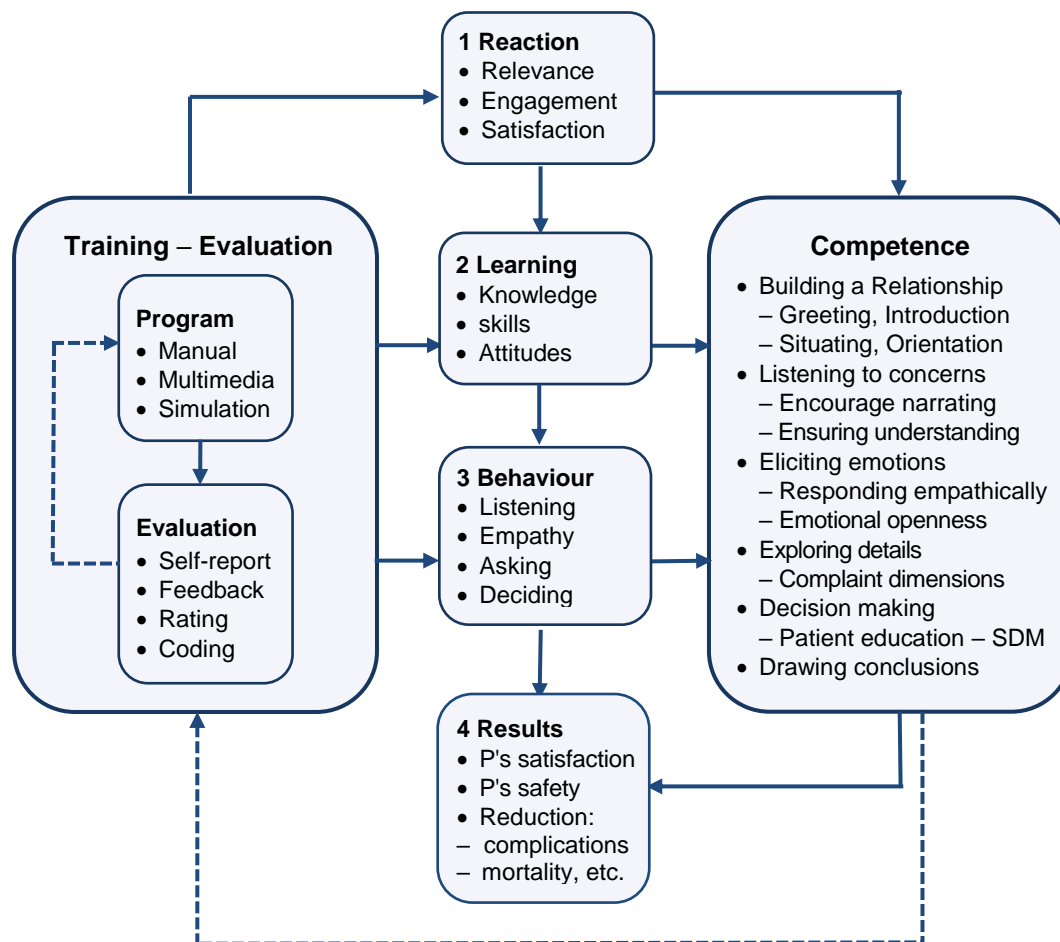 1 Reaction
• Relevance
• Engagement
• Satisfaction
Training – Evaluation
Program
• Manual
• Multimedia
• Simulation
Evaluation
• Self-report
• Feedback
• Rating
• Coding
2 Learning
• Knowledge
• skills
• Attitudes
3 Behaviour
• Listening
• Empathy
• Asking
• Deciding
4 Results
• P's satisfaction
• P's safety
• Reduction:
– complications
– mortality, etc.
Competence
• Building a Relationship
– Greeting, Introduction
– Situating, Orientation
• Listening to concerns
– Encourage narrating
– Ensuring understanding
• Eliciting emotions
– Responding empathically
– Emotional openness
• Exploring details
– Complaint dimensions
• Decision making
– Patient education – SDM
• Drawing conclusions